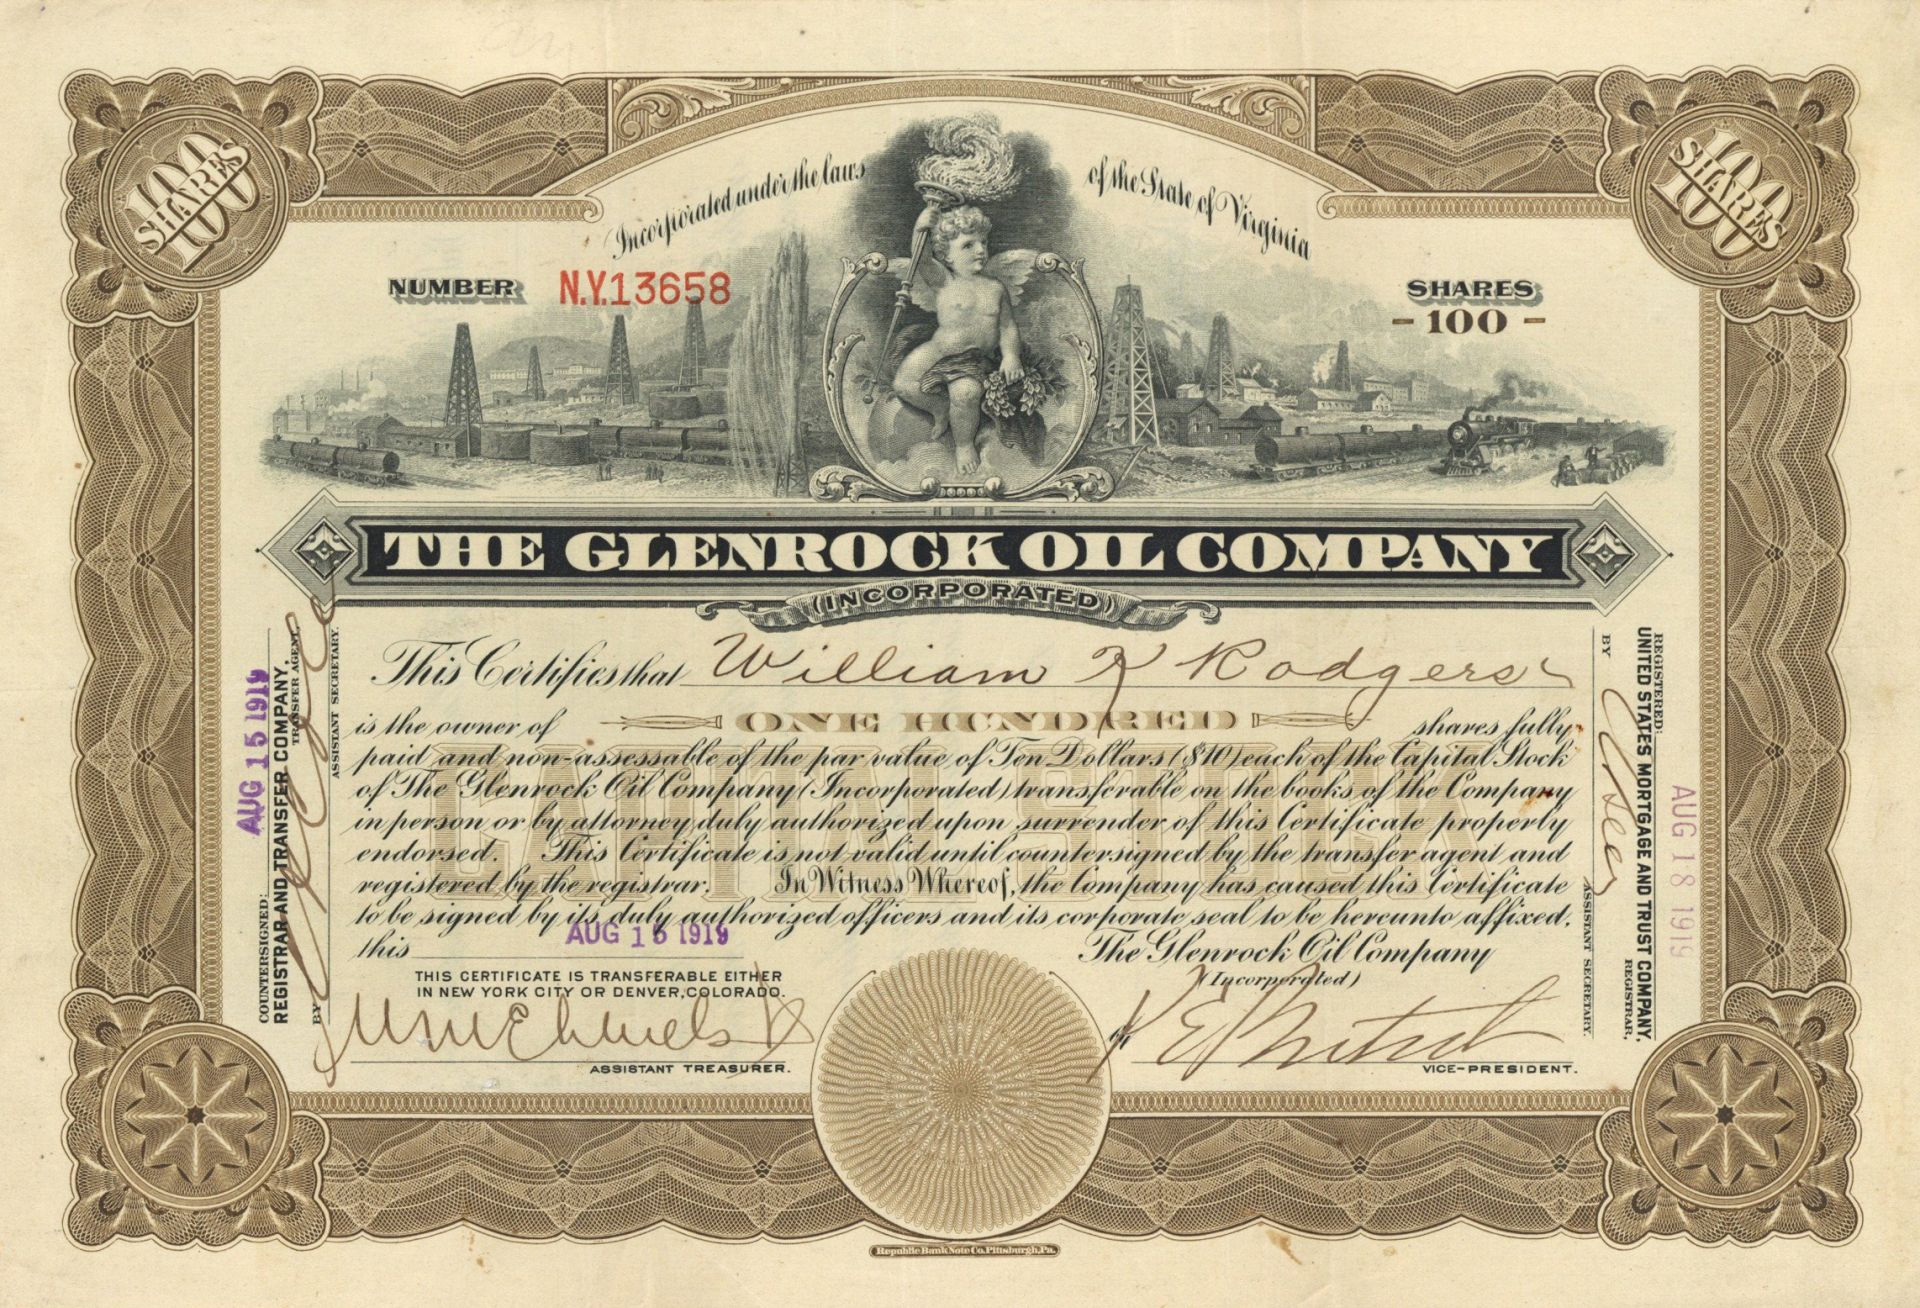 100 SHARES
100 SHARES
Incorporated under the laws of the State of Virginia
NUMBER N.Y.13658
SHARES
- 100 -
THE GLENROCK OIL COMPANY
(INCORPORATED)
This Certifies that William K Rodgers
is the owner of ONE HUNDRED shares fully
paid and non-assessable of the par value of Ten Dollars ($10) each of the Capital Stock
of The Glenrock Oil Company (Incorporated) transferable on the books of the Company
in person or by attorney duly authorized upon surrender of this Certificate properly
endorsed. This Certificate is not valid until countersigned by the transfer agent and
registered by the registrar. In Witness Whereof, the Company has caused this Certificate
to be signed by its duly authorized officers and its corporate seal to be hereunto affixed,
this AUG 15 1919
The Glenrock Oil Company
(Incorporated)
THIS CERTIFICATE IS TRANSFERABLE EITHER
IN NEW YORK CITY OR DENVER, COLORADO.
ASSISTANT TREASURER.
VICE-PRESIDENT.
CAPITAL STOCK
AUG 15 1919
COUNTERSIGNED:
REGISTRAR AND TRANSFER COMPANY,
TRANSFER AGENT,
BY
ASSISTANT SECRETARY.
REGISTERED:
UNITED STATES MORTGAGE AND TRUST COMPANY,
REGISTRAR,
BY
ASSISTANT SECRETARY.
AUG 18 1919
Republic Bank Note Co. Pittsburgh, Pa.